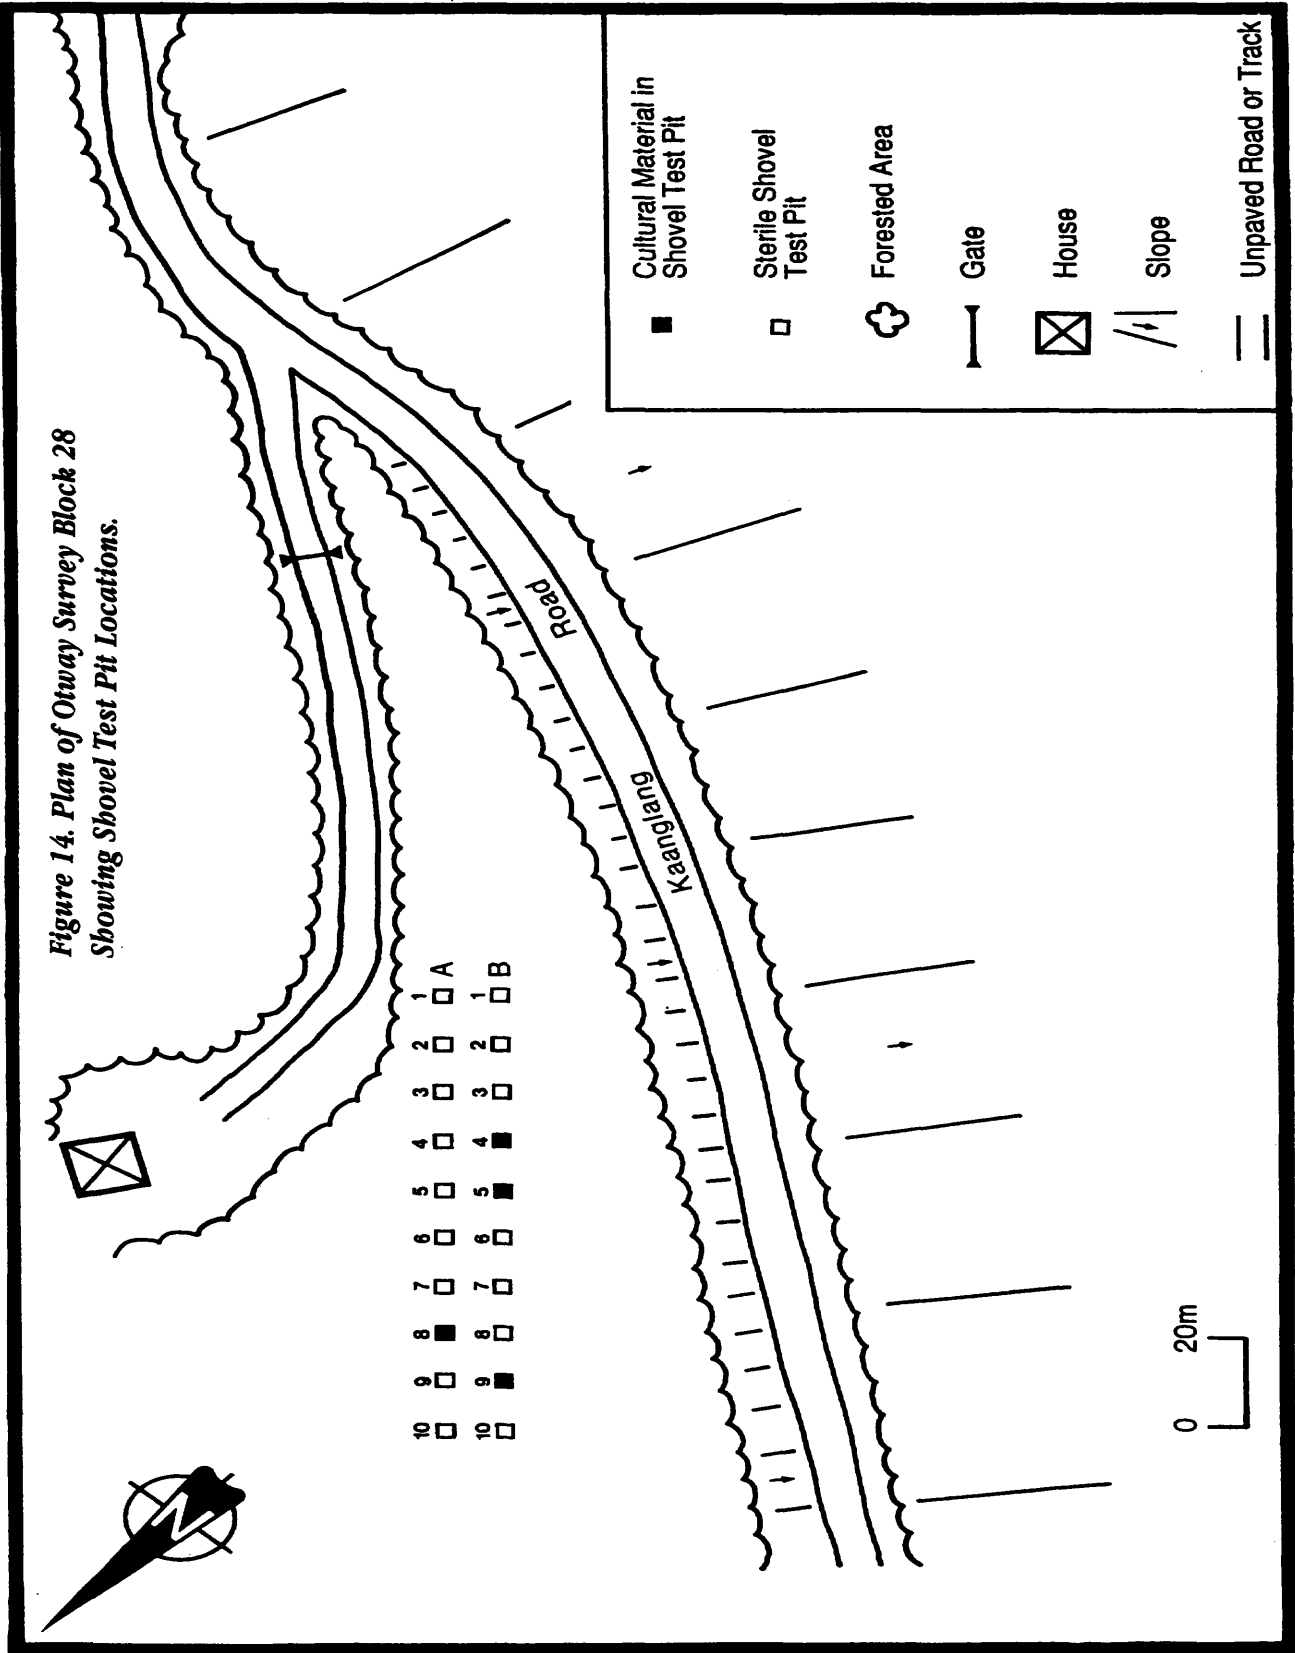 Figure 14. Plan of Otway Survey Block 28
Showing Shovel Test Pit Locations.
N
10 9 8 7 6 5 4 3 2 1 A
10 9 8 7 6 5 4 3 2 1 B
Kaanglang Road
0 20m
Cultural Material in
Shovel Test Pit
Sterile Shovel
Test Pit
Forested Area
Gate
House
Slope
Unpaved Road or Track